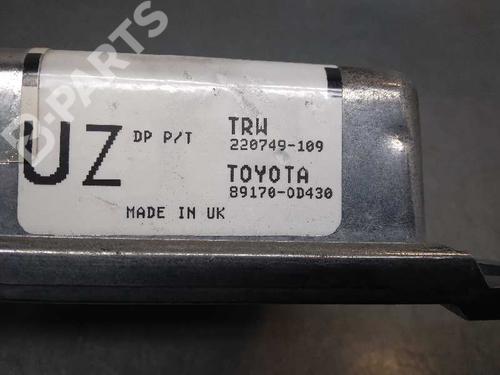 UZ
DP P/T
TRW
220749-109
TOYOTA
89170-0D430
MADE IN UK
B-PARTS